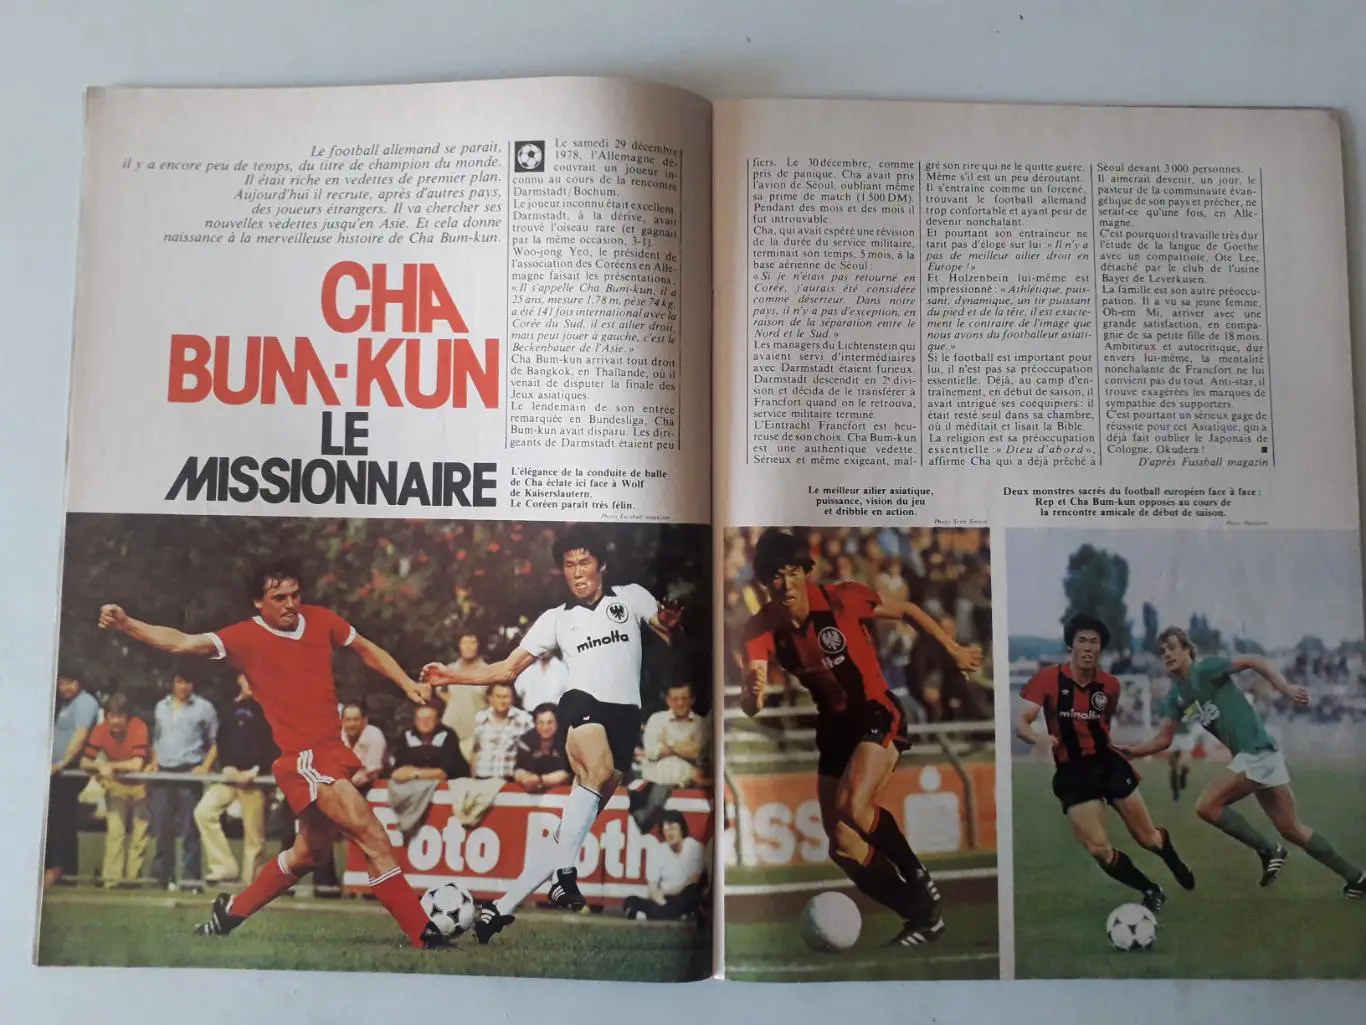 Le football allemand se parait,
il y a encore peu de temps, du titre de champion du monde.
Il était riche en vedettes de premier plan.
Aujourd'hui il recrute, après d'autres pays,
des joueurs étrangers. Il va chercher ses
nouvelles vedettes jusqu'en Asie. Et cela donne
naissance à la merveilleuse histoire de Cha Bum-kun.
CHA
BUM-KUN
LE
MISSIONNAIRE
Le samedi 29 décembre
1978, l'Allemagne dé-
couvrait un joueur in-
connu au cours de la rencontre
Darmstadt/Bochum.
Le joueur inconnu était excellent.
Darmstadt, à la dérive, avait
trouvé l'oiseau rare (et gagnait
par la même occasion, 3-1).
Woo-jong Yeo, président de
l'association des Coréens en Alle-
magne faisait les présentations.
« Il s'appelle Cha Bum-kun, il a
25 ans, mesure 1.78 m, pèse 74 kg,
a été 141 fois international avec la
Corée du Sud, il est ailier droit,
mais peut jouer à gauche, c'est le
Beckenbauer de l'Asie. »
Cha Bum-kun arrivait tout droit
de Bangkok, en Thaïlande, où il
venait de disputer la finale des
Jeux asiatiques.
Le lendemain de son entrée
remarquée en Bundesliga, Cha
Bum-kun avait disparu. Les diri-
geants de Darmstadt étaient peu
L'élégance de la conduite de balle
de Cha éclate ici face à Wolf
de Kaiserslautern.
Le Coréen parait très félin.
Photo Fussball magazine
fiers. Le 30 décembre, comme
pris de panique. Cha avait pris
l'avion de Séoul, oubliant même
sa prime de match (1 500 DM).
Pendant des mois et des mois il
fut introuvable.
Cha, qui avait espéré une révision
de la durée du service militaire,
terminait son temps, 5 mois, à la
base aérienne de Séoul :
« Si je n'étais pas retourné en
Corée, j'aurais été considéré
comme déserteur. Dans notre
pays, il n'y a pas d'exception, en
raison de la séparation entre le
Nord et le Sud. »
Les managers du Lichtenstein qui
avaient servi d'intermédiaires
avec Darmstadt étaient furieux.
Darmstadt descendit en 2e divi-
sion et décida de le transférer à
Francfort quand on le retrouva,
service militaire terminé.
L'Eintracht Francfort est heu-
reuse de son choix. Cha Bum-kun
est une authentique vedette.
Sérieux et même exigeant, mal-
gré son rire qui ne le quitte guère.
Même s'il est un peu déroutant.
Il s'entraîne comme un forcené,
trouvant le football allemand
trop confortable et ayant peur de
devenir nonchalant.
Et pourtant son entraîneur ne
tarit pas d'éloge sur lui « Il n'y a
pas de meilleur ailier droit en
Europe ! »
Et Holzenbein lui-même est
impressionné : « Athlétique, puis-
sant, dynamique, un tir puissant
du pied et de la tête, il est exacte-
ment le contraire de l'image que
nous avons du footballeur asiati-
que. »
Si le football est important pour
lui, il n'est pas sa préoccupation
essentielle. Déjà, au camp d'en-
traînement, en début de saison, il
avait intrigué ses coéquipiers : il
était resté seul dans sa chambre,
où il méditait et lisait la Bible.
La religion est sa préoccupation
essentielle : « Dieu d'abord »,
affirme Cha qui a déjà prêché à
Séoul devant 3 000 personnes.
Il aimerait devenir, un jour, le
pasteur de la communauté évan-
gélique de son pays et prêcher, ne
serait-ce qu'une fois, en Alle-
magne.
C'est pourquoi il travaille très dur
l'étude de la langue de Goethe
avec un compatriote, Ote Lee,
détaché par le club de l'usine
Bayer de Leverkusen.
La famille est son autre préoccu-
pation. Il a vu sa jeune femme,
Oh-em Mi, arriver avec une
grande satisfaction, en compa-
gnie de sa petite fille de 18 mois.
Ambitieux et autocritique, dur
envers lui-même, la mentalité
nonchalante de Francfort ne lui
convient pas du tout. Anti-star, il
trouve exagérées les marques de
sympathie des supporters.
C'est pourtant un sérieux gage de
réussite pour cet Asiatique, qui a
déjà fait oublier le Japonais de
Cologne, Okudera !
D'après Fussball magazin
Le meilleur ailier asiatique,
puissance, vision du jeu
et dribble en action.
Photo Sven Simon
Deux monstres sacrés du football européen face à face :
Rep et Cha Bum-kun opposés au cours de
la rencontre amicale de début de saison.
minolta
Foto Roth
minolta